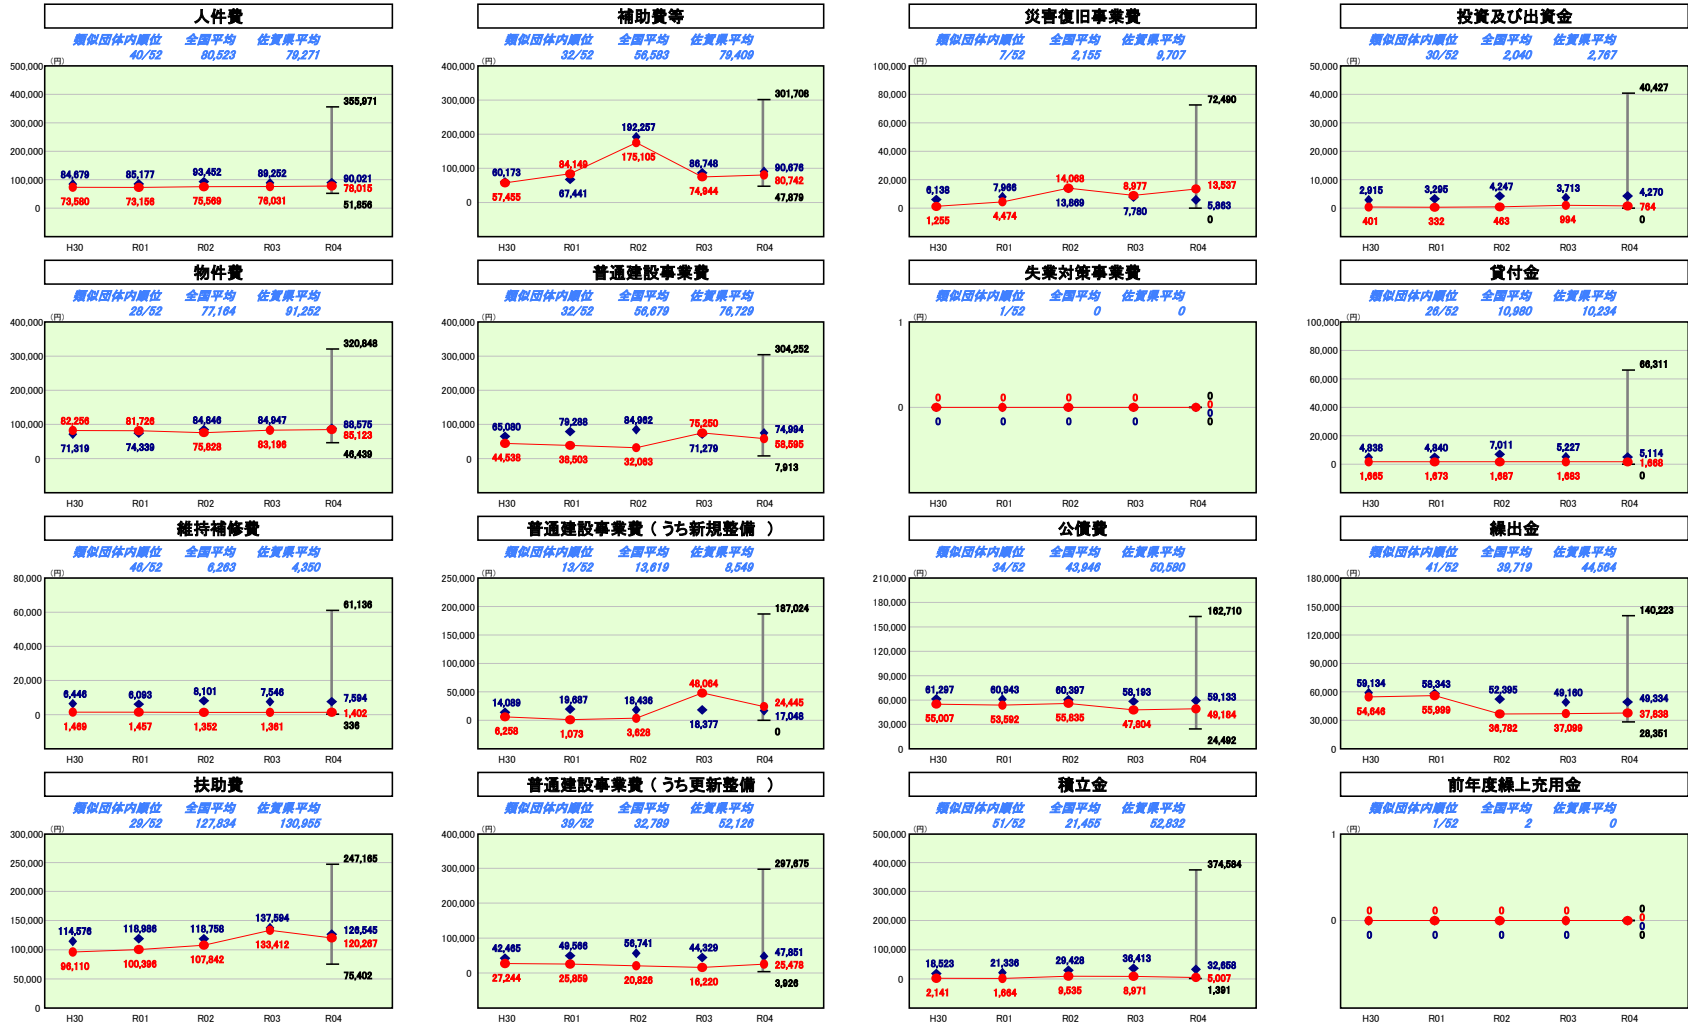 人件費
類似団体内順位 全国平均 佐賀県平均
40/52 80,523 79,271
(円)
500,000
400,000
300,000
200,000
100,000
0
355,971
84,679 85,177 93,452 89,252 90,021
73,580 73,156 75,569 76,031 78,015
51,856
H30 R01 R02 R03 R04
補助費等
類似団体内順位 全国平均 佐賀県平均
32/52 56,583 79,409
(円)
400,000
300,000
200,000
100,000
0
301,706
60,173 67,441 192,257 86,748 90,676
57,455 84,149 175,105 74,944 80,742
47,879
H30 R01 R02 R03 R04
災害復旧事業費
類似団体内順位 全国平均 佐賀県平均
7/52 2,155 9,707
(円)
100,000
80,000
60,000
40,000
20,000
0
72,490
6,138 7,966 13,869 7,780 5,863
1,255 4,474 14,068 8,977 13,537
0
H30 R01 R02 R03 R04
投資及び出資金
類似団体内順位 全国平均 佐賀県平均
30/52 2,040 2,767
(円)
50,000
40,000
30,000
20,000
10,000
0
40,427
2,915 3,295 4,247 3,713 4,270
401 332 463 994 764
0
H30 R01 R02 R03 R04
物件費
類似団体内順位 全国平均 佐賀県平均
28/52 77,164 91,252
(円)
400,000
300,000
200,000
100,000
0
320,848
82,256 81,726 84,846 84,947 88,575
71,319 74,339 75,628 83,196 85,123
46,439
H30 R01 R02 R03 R04
普通建設事業費
類似団体内順位 全国平均 佐賀県平均
32/52 56,679 76,729
(円)
400,000
300,000
200,000
100,000
0
304,252
65,080 79,288 84,962 75,250 74,994
44,538 38,503 32,063 71,279 58,595
7,913
H30 R01 R02 R03 R04
失業対策事業費
類似団体内順位 全国平均 佐賀県平均
1/52 0 0
(円)
1
0
0 0 0 0 0
0
0 0 0 0 0
0
H30 R01 R02 R03 R04
貸付金
類似団体内順位 全国平均 佐賀県平均
26/52 10,980 10,234
(円)
100,000
80,000
60,000
40,000
20,000
0
66,311
4,838 4,840 7,011 5,227 5,114
1,665 1,673 1,687 1,683 1,668
0
H30 R01 R02 R03 R04
維持補修費
類似団体内順位 全国平均 佐賀県平均
46/52 6,263 4,350
(円)
80,000
60,000
40,000
20,000
0
61,136
6,446 6,093 8,101 7,546 7,594
1,469 1,457 1,352 1,361 1,402
336
H30 R01 R02 R03 R04
普通建設事業費（うち新規整備 ）
類似団体内順位 全国平均 佐賀県平均
13/52 13,619 8,549
(円)
250,000
200,000
150,000
100,000
50,000
0
187,024
14,089 19,687 18,436 48,064 24,445
6,258 1,073 3,628 18,377 17,048
0
H30 R01 R02 R03 R04
公債費
類似団体内順位 全国平均 佐賀県平均
34/52 43,946 50,580
(円)
210,000
180,000
150,000
120,000
90,000
60,000
30,000
0
162,710
61,297 60,943 60,397 58,193 59,133
55,007 53,592 55,835 47,804 49,184
24,492
H30 R01 R02 R03 R04
繰出金
類似団体内順位 全国平均 佐賀県平均
41/52 39,719 44,564
(円)
180,000
150,000
120,000
90,000
60,000
30,000
0
140,223
59,134 58,343 52,395 49,160 49,334
54,646 55,999 36,782 37,099 37,838
28,351
H30 R01 R02 R03 R04
扶助費
類似団体内順位 全国平均 佐賀県平均
29/52 127,834 130,955
(円)
300,000
250,000
200,000
150,000
100,000
50,000
0
247,165
114,576 118,986 118,758 137,594 126,545
96,110 100,396 107,842 133,412 120,267
75,402
H30 R01 R02 R03 R04
普通建設事業費（うち更新整備 ）
類似団体内順位 全国平均 佐賀県平均
39/52 32,789 52,126
(円)
400,000
300,000
200,000
100,000
0
297,675
42,465 49,566 56,741 44,329 47,851
27,244 25,859 20,826 16,220 25,478
3,926
H30 R01 R02 R03 R04
積立金
類似団体内順位 全国平均 佐賀県平均
51/52 21,455 52,832
(円)
500,000
400,000
300,000
200,000
100,000
0
374,584
18,523 21,336 29,428 36,413 32,658
2,141 1,664 9,535 8,971 5,007
1,391
H30 R01 R02 R03 R04
前年度繰上充用金
類似団体内順位 全国平均 佐賀県平均
1/52 2 0
(円)
1
0
0 0 0 0 0
0
0 0 0 0 0
0
H30 R01 R02 R03 R04